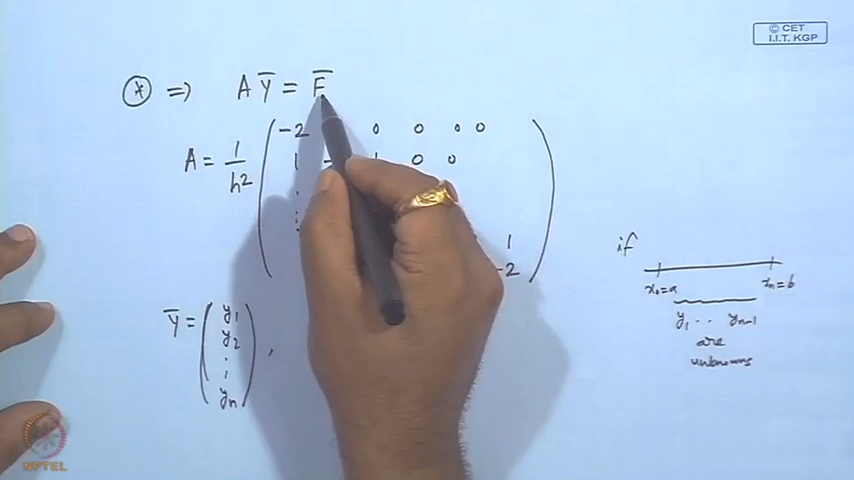 © CET
I.I.T. KGP
* ⇒ A Y̅ = F̅
A = 1/h² ( -2 0 0 0 0
1 - 1 0 0
1
-2 )
if
x₀=a xₙ=b
y₁ .. yₙ₋₁
are
unknowns
Y̅ = ( y₁
y₂
⋮
yₙ ) ,
NPTEL